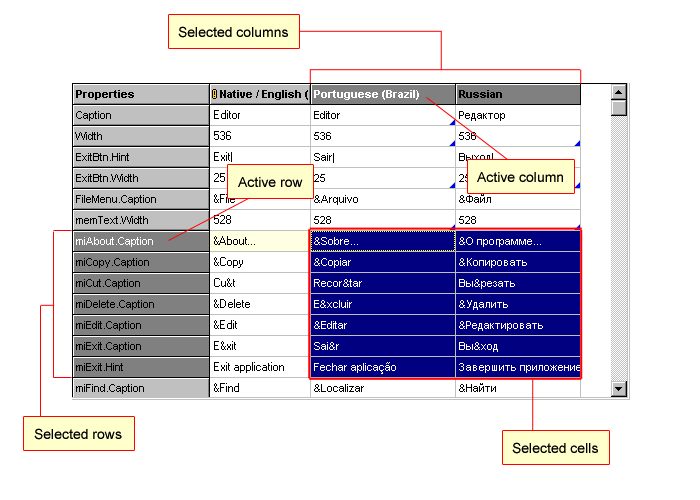 Selected columns
Properties Native / English ( Portuguese (Brazil) Russian
Caption Editor Editor Редактор
Width 536 536 536
ExitBtn.Hint Exit| Sair| Выход|
ExitBtn.Width 25 25 25
Active row
Active column
FileMenu.Caption &File &Arquivo &Файл
memText.Width 528 528 528
miAbout.Caption &About... &Sobre... &О программе...
miCopy.Caption &Copy &Copiar &Копировать
miCut.Caption Cu&t Recor&tar Вы&резать
miDelete.Caption &Delete E&xcluir &Удалить
miEdit.Caption &Edit &Editar &Редактировать
miExit.Caption E&xit Sai&r Вы&ход
miExit.Hint Exit application Fechar aplicação Завершить приложение
miFind.Caption &Find &Localizar &Найти
Selected rows
Selected cells